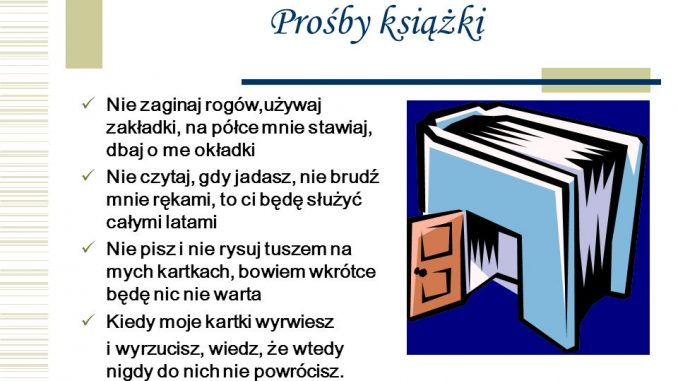 Prośby książki
Nie zaginaj rogów,używaj
zakładki, na półce mnie stawiaj,
dbaj o me okładki
Nie czytaj, gdy jadasz, nie brudź
mnie rękami, to ci będę służyć
całymi latami
Nie pisz i nie rysuj tuszem na
mych kartkach, bowiem wkrótce
będę nic nie warta
Kiedy moje kartki wyrwiesz
i wyrzucisz, wiedz, że wtedy
nigdy do nich nie powrócisz.